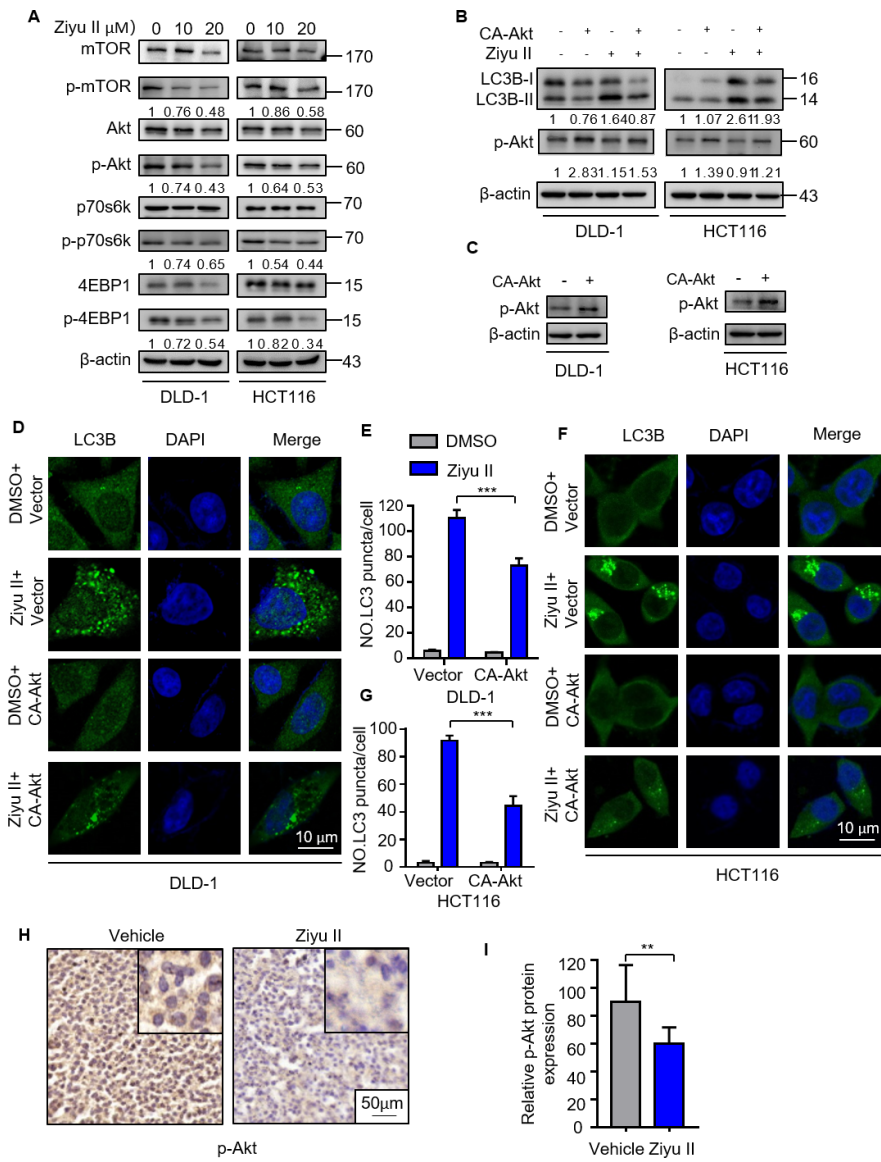 A
Ziyu II μM) 0 10 20 0 10 20
mTOR 170
p-mTOR 170
1 0.76 0.48 1 0.86 0.58
Akt 60
p-Akt 60
1 0.74 0.43 1 0.64 0.53
p70s6k 70
p-p70s6k 70
1 0.74 0.65 1 0.54 0.44
4EBP1 15
p-4EBP1 15
1 0.72 0.54 1 0.82 0.34
β-actin 43
DLD-1 HCT116
B
CA-Akt - + - + - + - +
Ziyu II - - + + - - + +
LC3B-I 16
LC3B-II 14
1 0.76 1.640.87 1 1.07 2.611.93
p-Akt 60
1 2.831.151.53 1 1.39 0.911.21
β-actin 43
DLD-1 HCT116
C
CA-Akt - + CA-Akt - +
p-Akt p-Akt
β-actin β-actin
DLD-1 HCT116
D
LC3B DAPI Merge
DMSO+
Vector
Ziyu II+
Vector
DMSO+
CA-Akt
Ziyu II+
CA-Akt
10 μm
DLD-1
E
DMSO
Ziyu II
***
NO.LC3 puncta/cell
120
100
80
60
40
20
0
Vector CA-Akt
DLD-1
G
***
NO.LC3 puncta/cell
100
80
60
40
20
0
Vector CA-Akt
HCT116
F
LC3B DAPI Merge
DMSO+
Vector
Ziyu II+
Vector
DMSO+
CA-Akt
Ziyu II+
CA-Akt
10 μm
HCT116
H
Vehicle Ziyu II
50μm
p-Akt
I
**
Relative p-Akt protein
expression
120
100
80
60
40
20
0
Vehicle Ziyu II